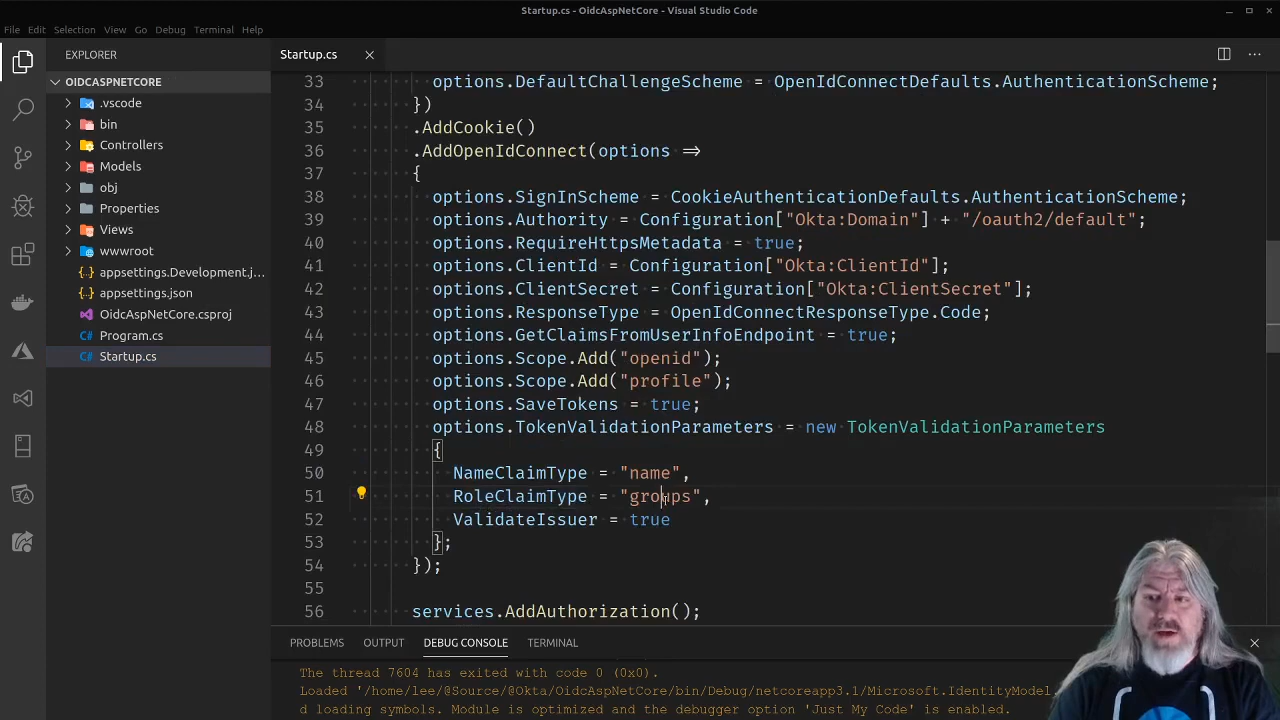 Startup.cs - OidcAspNetCore - Visual Studio Code
File Edit Selection View Go Debug Terminal Help
EXPLORER
OIDCASPNETCORE
.vscode
bin
Controllers
Models
obj
Properties
Views
wwwroot
{..} appsettings.Development.j...
{..} appsettings.json
OidcAspNetCore.csproj
C# Program.cs
C# Startup.cs
Startup.cs
33 options.DefaultChallengeScheme = OpenIdConnectDefaults.AuthenticationScheme;
34 })
35 .AddCookie()
36 .AddOpenIdConnect(options =>
37 {
38 options.SignInScheme = CookieAuthenticationDefaults.AuthenticationScheme;
39 options.Authority = Configuration["Okta:Domain"] + "/oauth2/default";
40 options.RequireHttpsMetadata = true;
41 options.ClientId = Configuration["Okta:ClientId"];
42 options.ClientSecret = Configuration["Okta:ClientSecret"];
43 options.ResponseType = OpenIdConnectResponseType.Code;
44 options.GetClaimsFromUserInfoEndpoint = true;
45 options.Scope.Add("openid");
46 options.Scope.Add("profile");
47 options.SaveTokens = true;
48 options.TokenValidationParameters = new TokenValidationParameters
49 {
50 NameClaimType = "name",
51 RoleClaimType = "groups",
52 ValidateIssuer = true
53 };
54 });
55
56 services.AddAuthorization();
PROBLEMS OUTPUT DEBUG CONSOLE TERMINAL
The thread 7604 has exited with code 0 (0x0).
Loaded '/home/lee/@Source/@Okta/OidcAspNetCore/bin/Debug/netcoreapp3.1/Microsoft.IdentityModel.
d loading symbols. Module is optimized and the debugger option 'Just My Code' is enabled.